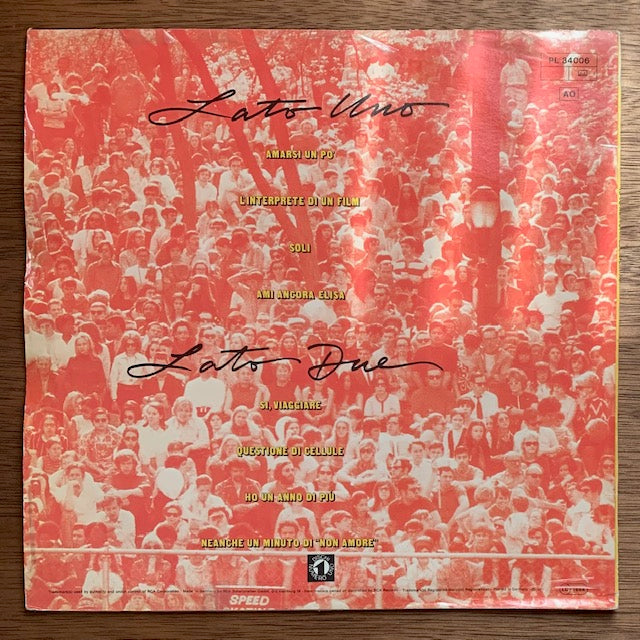 PL 34006
AO
Lato Uno
AMARSI UN PO'
L'INTERPRETE DI UN FILM
SOLI
AMI ANCORA ELISA
Lato Due
SI, VIAGGIARE
QUESTIONE DI CELLULE
HO UN ANNO DI PIÙ
NEANCHE UN MINUTO DI "NON AMORE"
1
SPEED